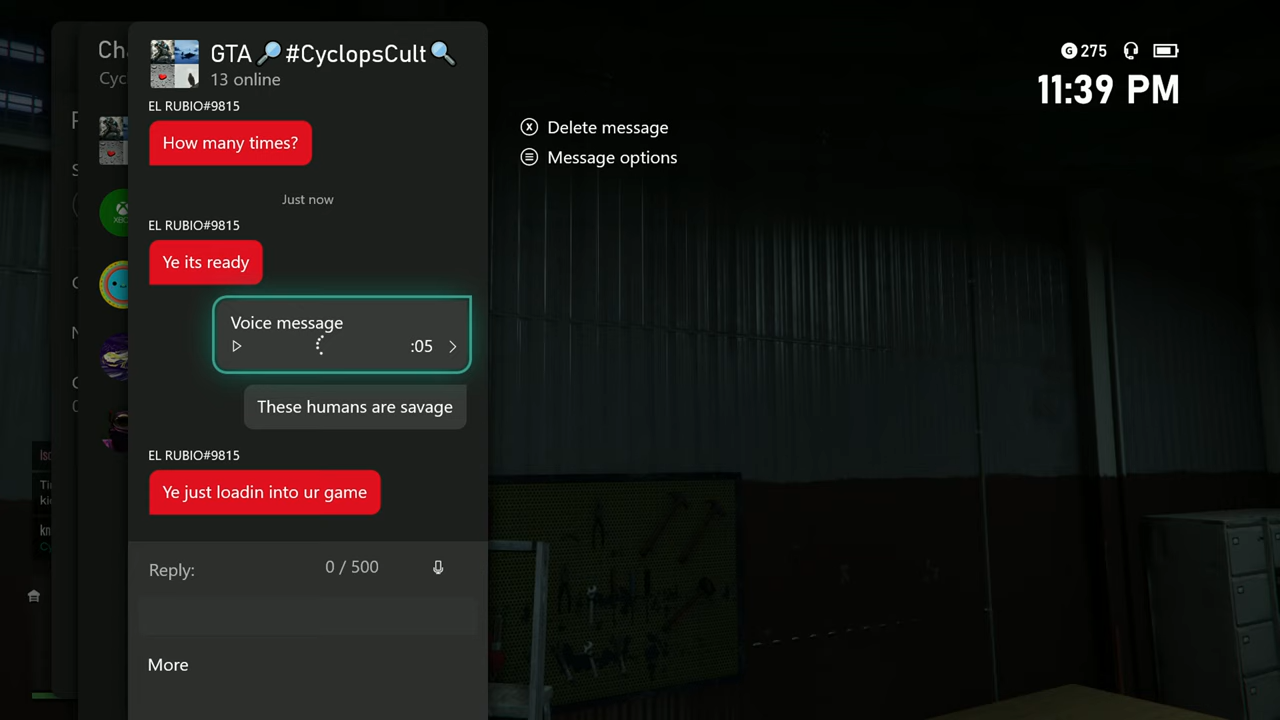 Ch
Cyc
GTA 🔎#CyclopsCult🔍
13 online
G 275
11:39 PM
EL RUBIO#9815
How many times?
X Delete message
Message options
Just now
EL RUBIO#9815
Ye its ready
Voice message
:05
These humans are savage
EL RUBIO#9815
Ye just loadin into ur game
Reply:
0 / 500
More